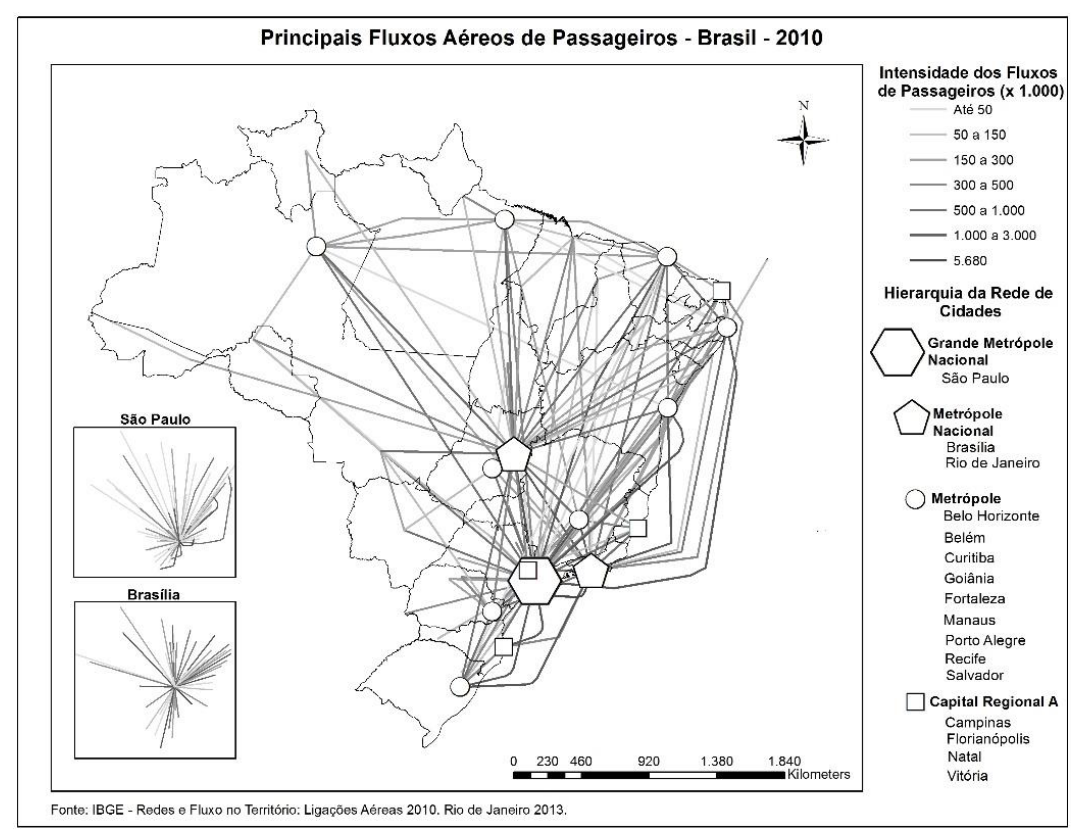 Principais Fluxos Aéreos de Passageiros - Brasil - 2010
N
Intensidade dos Fluxos
de Passageiros (x 1.000)
Até 50
50 a 150
150 a 300
300 a 500
500 a 1.000
1.000 a 3.000
5.680
Hierarquia da Rede de
Cidades
Grande Metrópole
Nacional
São Paulo
Metrópole
Nacional
Brasilia
Rio de Janeiro
Metrópole
Belo Horizonte
Belém
Curitiba
Goiânia
Fortaleza
Manaus
Porto Alegre
Recife
Salvador
Capital Regional A
Campinas
Florianópolis
Natal
Vitória
São Paulo
Brasília
0 230 460 920 1.380 1.840
Kilometers
Fonte: IBGE - Redes e Fluxo no Território: Ligações Aéreas 2010. Rio de Janeiro 2013.